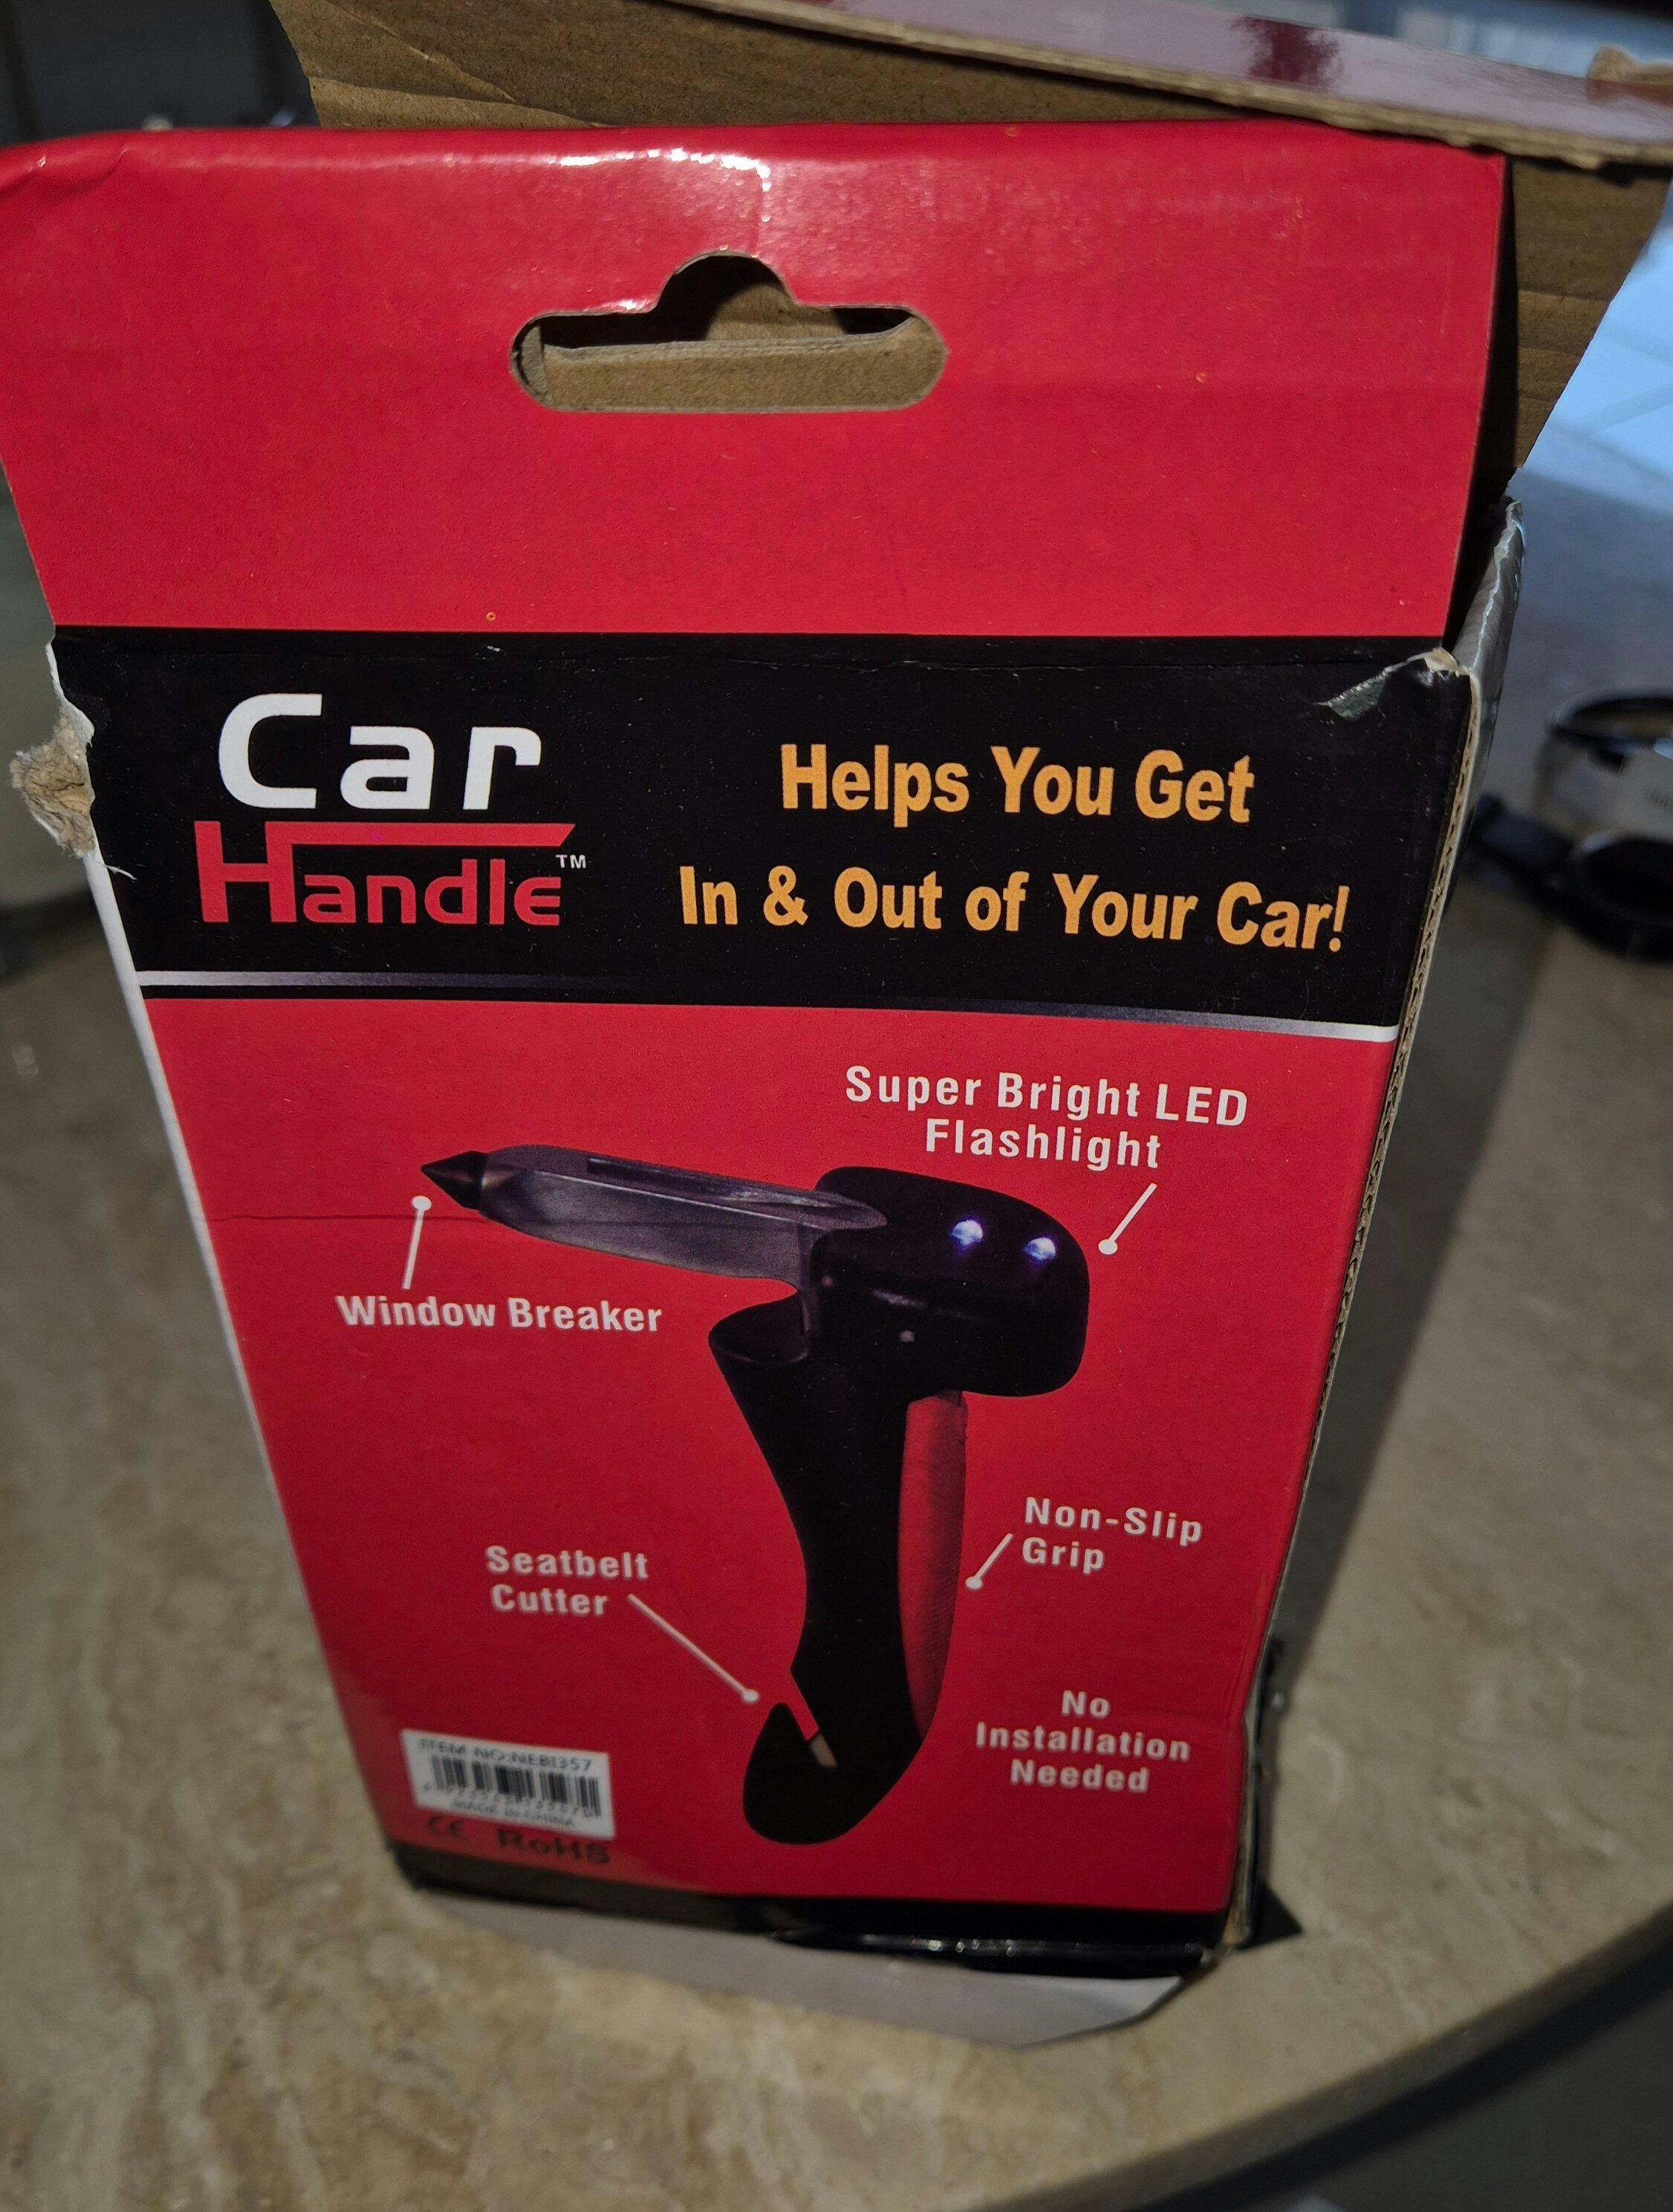 Car
Handle™
Helps You Get
In & Out of Your Car!
Super Bright LED
Flashlight
Window Breaker
Non-Slip
Grip
Seatbelt
Cutter
No
Installation
Needed
ITEM NO:NEBI357
MADE IN CHINA
CE RoHS